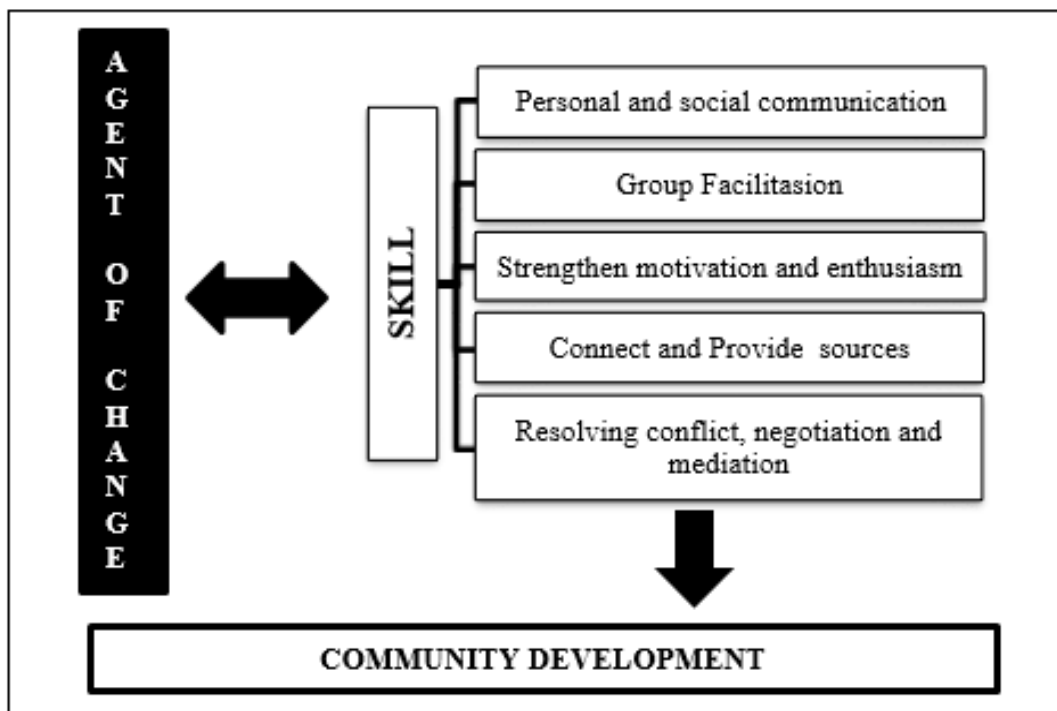 AGENT OF CHANGE
SKILL
Personal and social communication
Group Facilitasion
Strengthen motivation and enthusiasm
Connect and Provide sources
Resolving conflict, negotiation and
mediation
COMMUNITY DEVELOPMENT